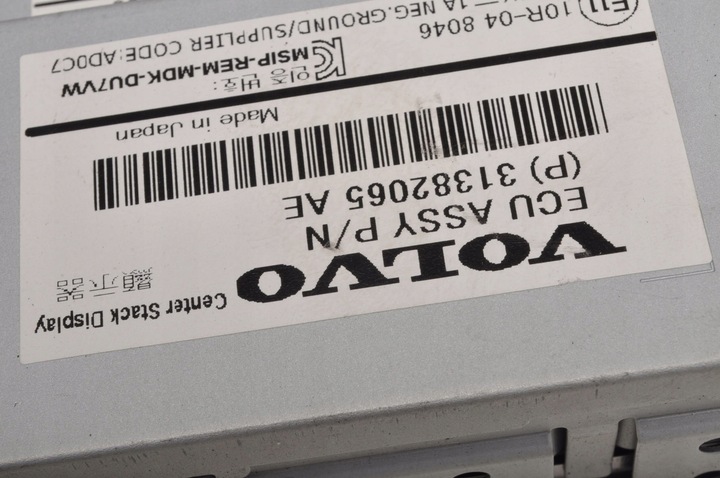 VOLVO Center Stack Display
顯示器
ECU ASSY P/N
(P) 31382065 AE
Made in Japan
인증 번호 :
MSIP-REM-MDK-DU7VW
E11 10R-04 8046
1A NEG.GROUND/SUPPLIER CODE:AD0C7